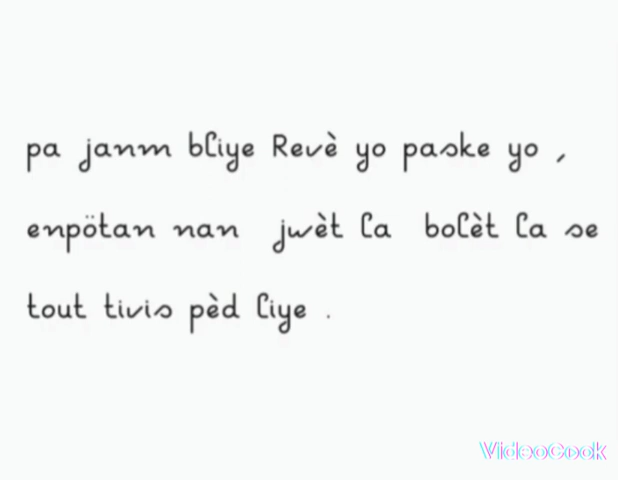 pa janm bliye Revè yo paske yo ,
enpötan nan jwèt la bolèt la se
tout tivis pèd liye .
VideoCook